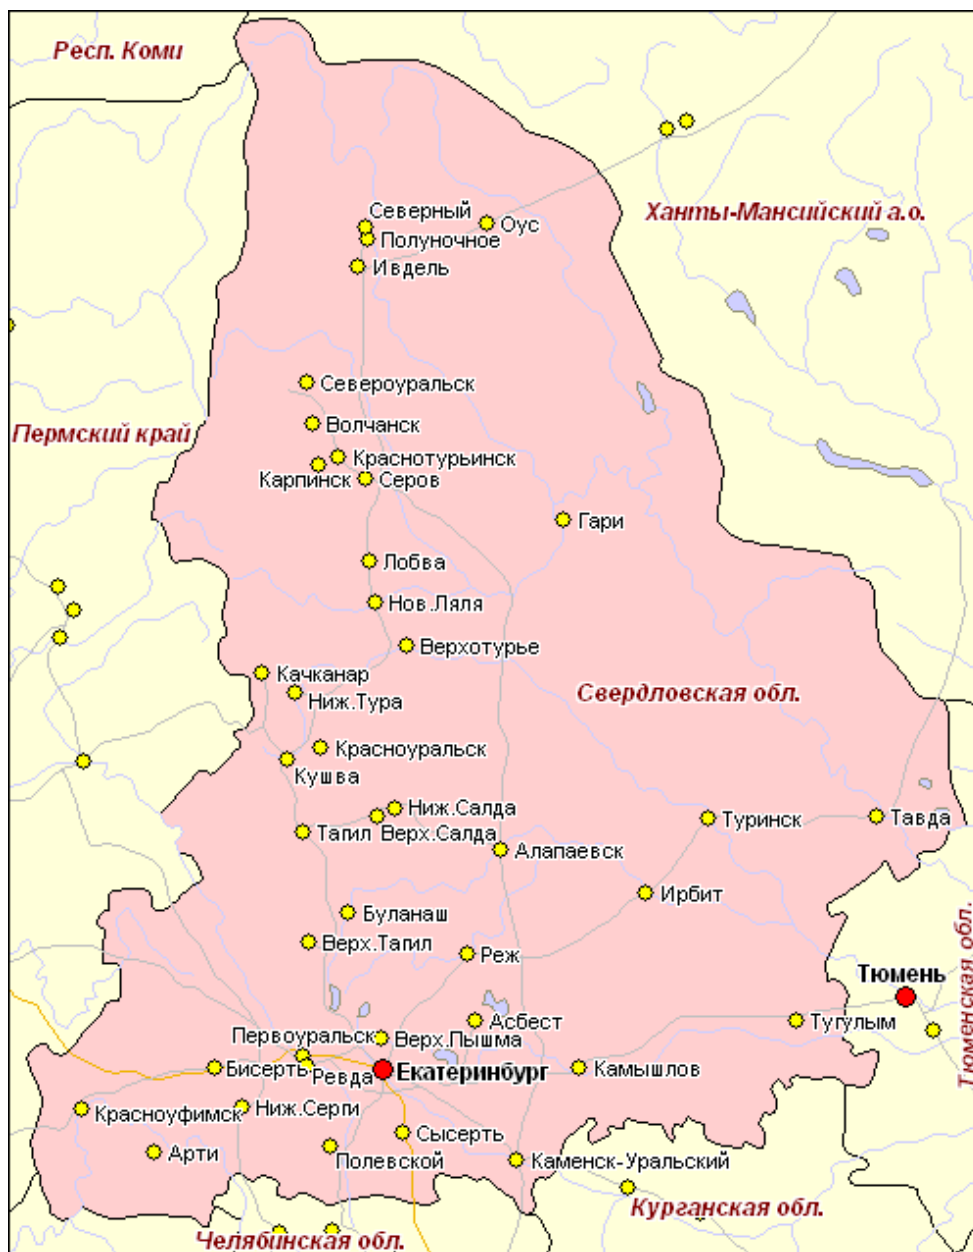 Респ. Коми
Ханты-Мансийский а.о.
Северный
Оус
Полуночное
Ивдель
Североуральск
Пермский край
Волчанск
Краснотурьинск
Карпинск
Серов
Гари
Лобва
Нов.Ляля
Верхотурье
Качканар
Свердловская обл.
Ниж.Тура
Красноуральск
Кушва
Ниж.Салда
Тагил
Верх.Салда
Туринск
Тавда
Алапаевск
Ирбит
Буланаш
Верх.Тагил
Реж
Тюмень
Тюменская обл.
Асбест
Тугулым
Первоуральск
Верх.Пышма
Бисерть
Ревда
Екатеринбург
Камышлов
Красноуфимск
Ниж.Серги
Сысерть
Арти
Полевской
Каменск-Уральский
Курганская обл.
Челябинская обл.